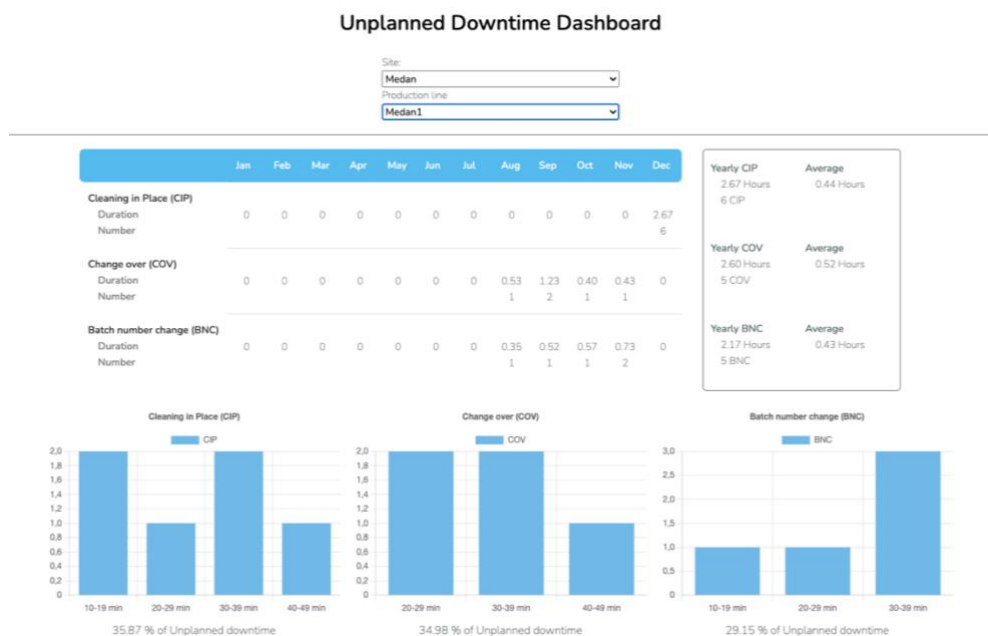 Unplanned Downtime Dashboard
Site:
Medan
Production line
Medan1
Jan Feb Mar Apr May Jun Jul Aug Sep Oct Nov Dec
Cleaning in Place (CIP)
Duration 0 0 0 0 0 0 0 0 0 0 0 2.67
Number 6
Change over (COV)
Duration 0 0 0 0 0 0 0 0.53 1.23 0.40 0.43 0
Number 1 2 1 1
Batch number change (BNC)
Duration 0 0 0 0 0 0 0 0.35 0.52 0.57 0.73 0
Number 1 1 1 2
Yearly CIP Average
2.67 Hours 0.44 Hours
6 CIP
Yearly COV Average
2.60 Hours 0.52 Hours
5 COV
Yearly BNC Average
2.17 Hours 0.43 Hours
5 BNC
Cleaning in Place (CIP)
CIP
2,0
1,8
1,6
1,4
1,2
1,0
0,8
0,6
0,4
0,2
0
10-19 min 20-29 min 30-39 min 40-49 min
35.87 % of Unplanned downtime
Change over (COV)
COV
2,0
1,8
1,6
1,4
1,2
1,0
0,8
0,6
0,4
0,2
0
20-29 min 30-39 min 40-49 min
34.98 % of Unplanned downtime
Batch number change (BNC)
BNC
3,0
2,5
2,0
1,5
1,0
0,5
0
10-19 min 20-29 min 30-39 min
29.15 % of Unplanned downtime